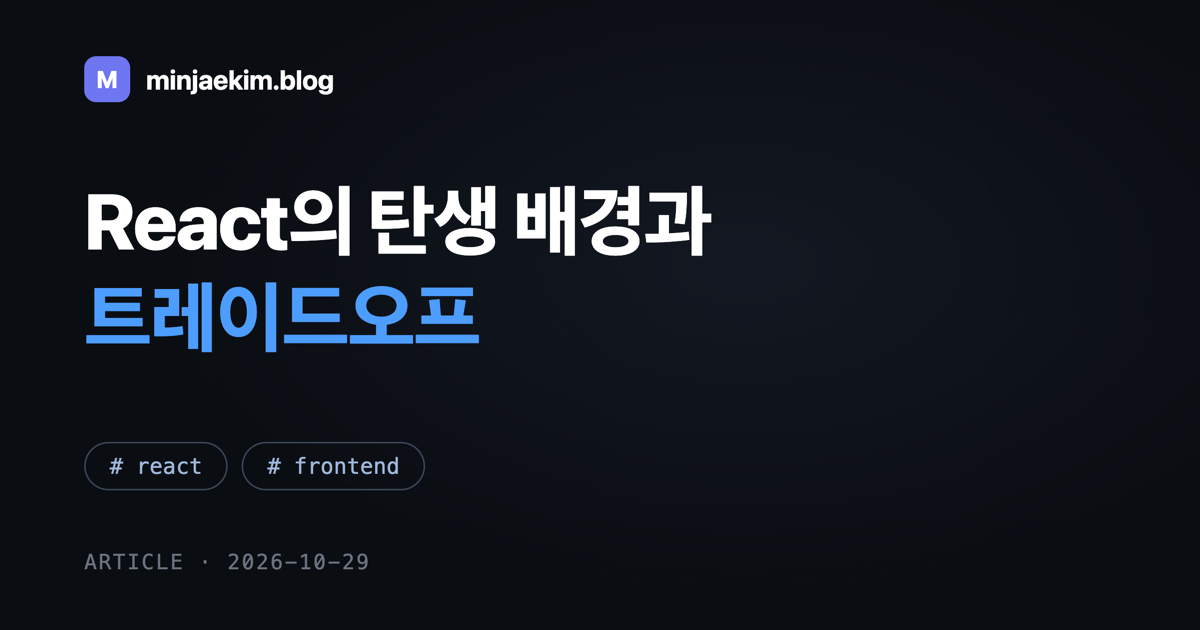 M minjaekim.blog
React의 탄생 배경과
트레이드오프
# react # frontend
ARTICLE · 2026-10-29